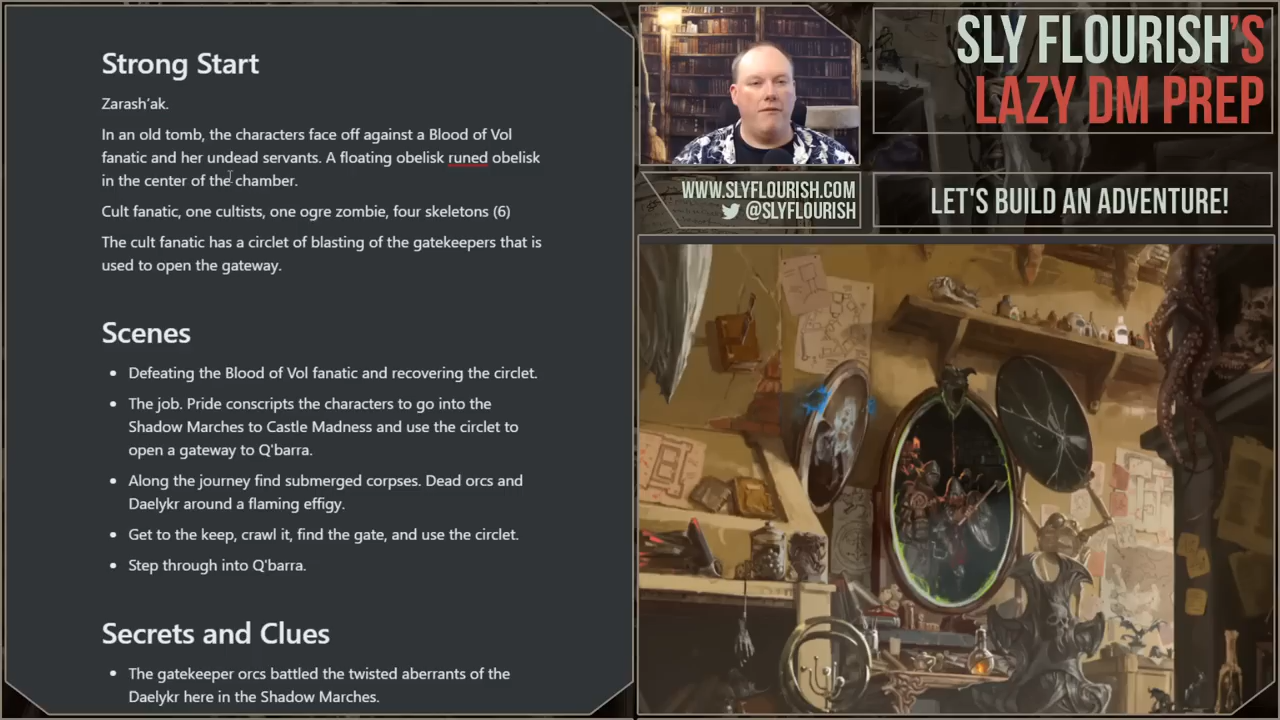 Strong Start
Zarash'ak.
In an old tomb, the characters face off against a Blood of Vol
fanatic and her undead servants. A floating obelisk runed obelisk
in the center of the chamber.
Cult fanatic, one cultists, one ogre zombie, four skeletons (6)
The cult fanatic has a circlet of blasting of the gatekeepers that is
used to open the gateway.
Scenes
• Defeating the Blood of Vol fanatic and recovering the circlet.
• The job. Pride conscripts the characters to go into the
Shadow Marches to Castle Madness and use the circlet to
open a gateway to Q'barra.
• Along the journey find submerged corpses. Dead orcs and
Daelykr around a flaming effigy.
• Get to the keep, crawl it, find the gate, and use the circlet.
• Step through into Q'barra.
Secrets and Clues
• The gatekeeper orcs battled the twisted aberrants of the
Daelykr here in the Shadow Marches.
SLY FLOURISH'S
LAZY DM PREP
WWW.SLYFLOURISH.COM
@SLYFLOURISH
LET'S BUILD AN ADVENTURE!